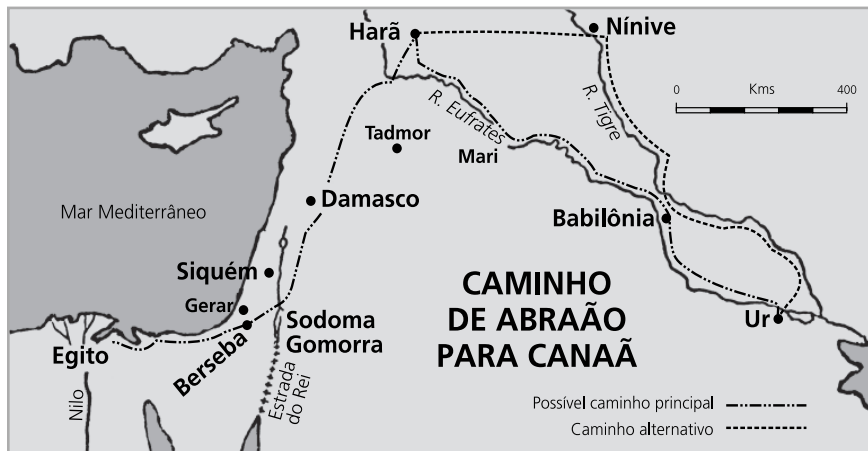 Harã
Nínive
0 Kms 400
R. Eufrates
R. Tigre
Tadmor
Mari
Mar Mediterrâneo
Damasco
Babilônia
Siquém
Gerar
CAMINHO
DE ABRAÃO
PARA CANAÃ
Sodoma
Gomorra
Ur
Egito
Berseba
Estrada
do Rei
Nilo
Possível caminho principal
Caminho alternativo